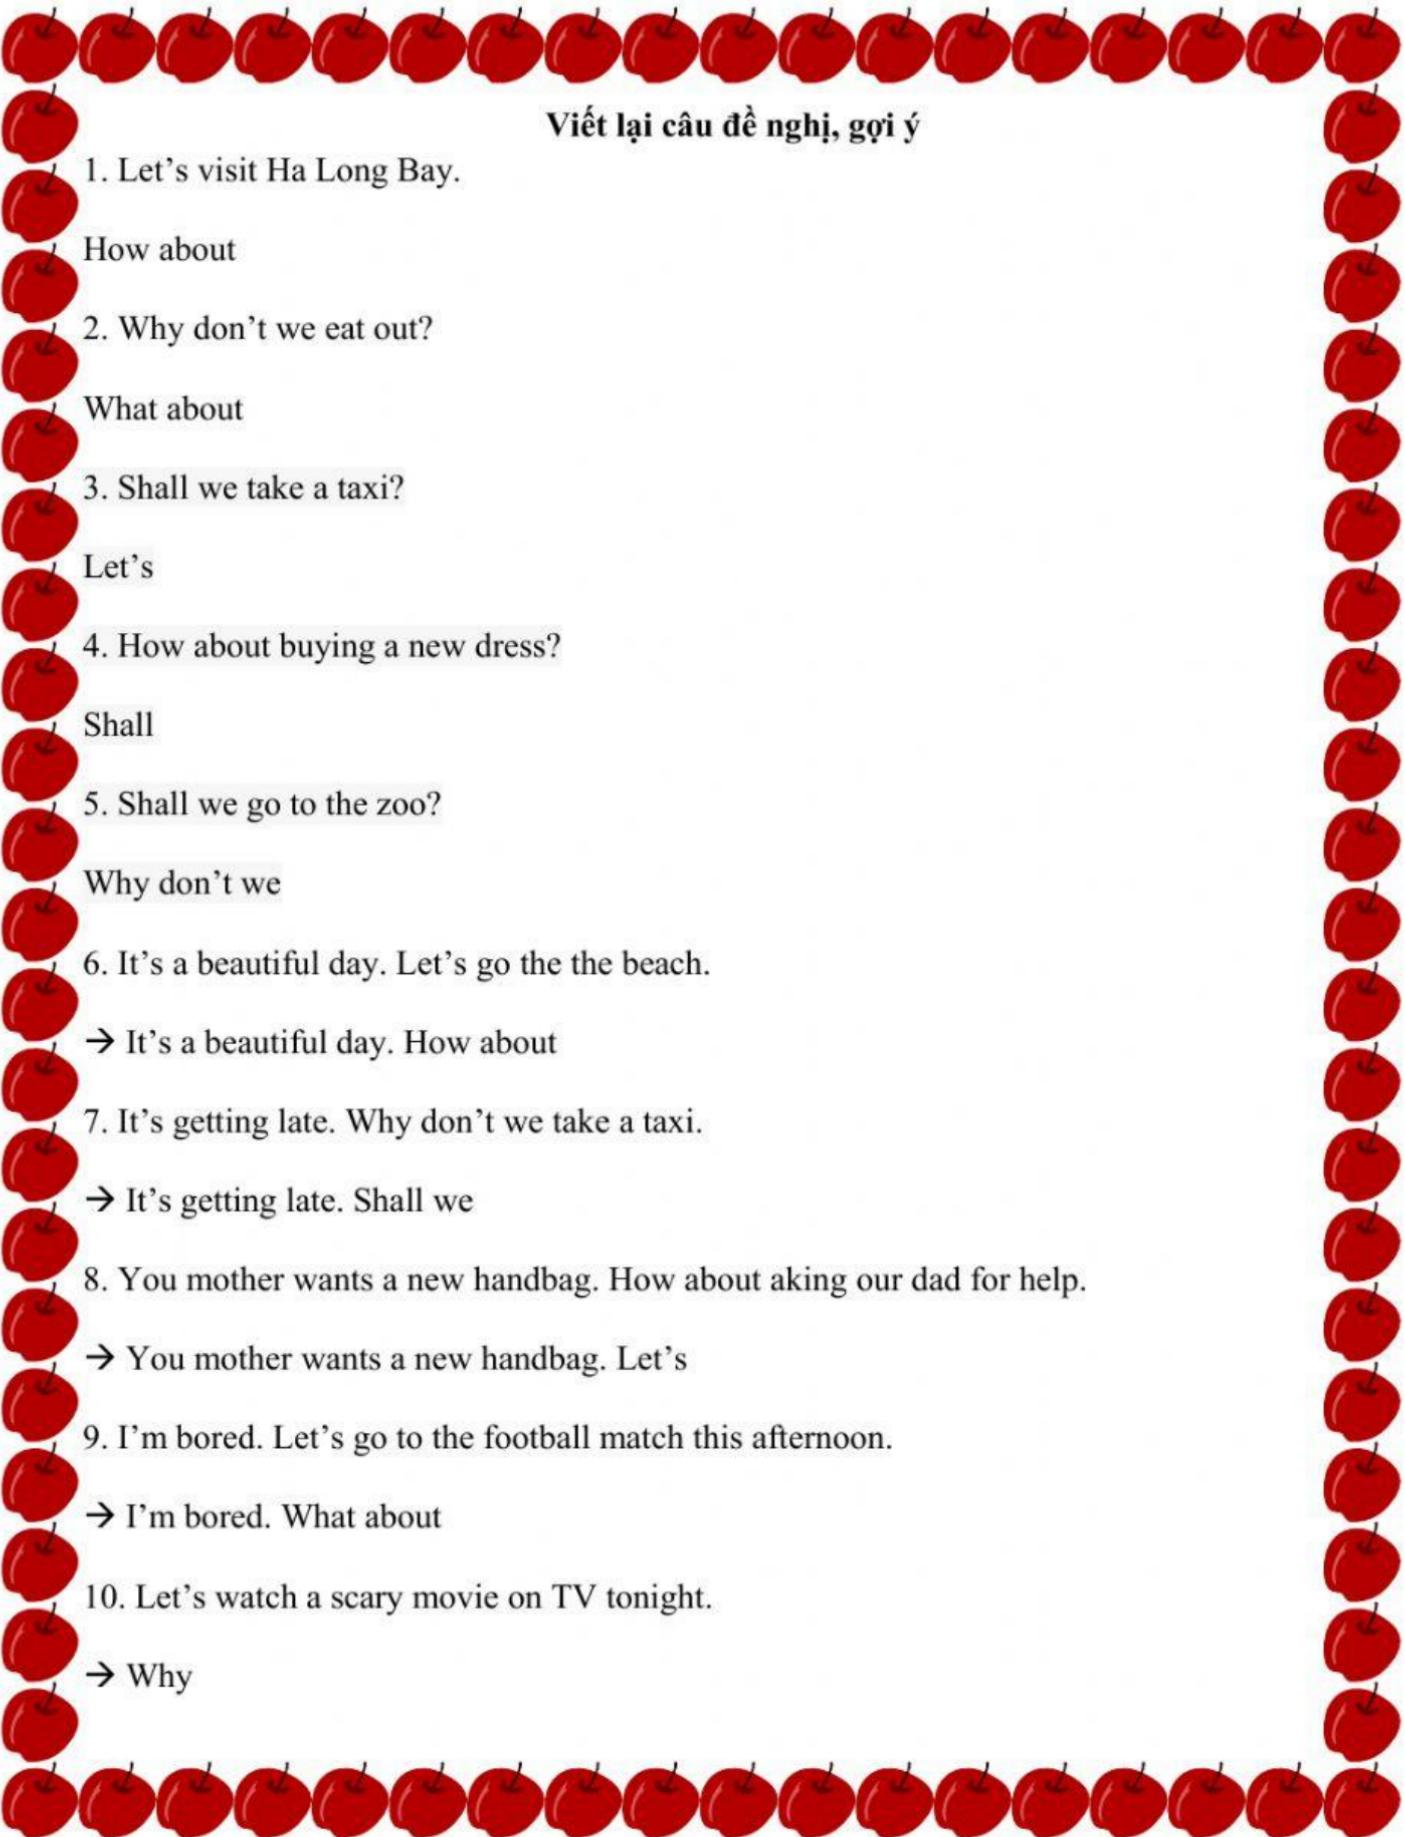 Viết lại câu đề nghị, gợi ý
1. Let’s visit Ha Long Bay.
How about
2. Why don’t we eat out?
What about
3. Shall we take a taxi?
Let’s
4. How about buying a new dress?
Shall
5. Shall we go to the zoo?
Why don’t we
6. It’s a beautiful day. Let’s go the the beach.
→ It’s a beautiful day. How about
7. It’s getting late. Why don’t we take a taxi.
→ It’s getting late. Shall we
8. You mother wants a new handbag. How about aking our dad for help.
→ You mother wants a new handbag. Let’s
9. I’m bored. Let’s go to the football match this afternoon.
→ I’m bored. What about
10. Let’s watch a scary movie on TV tonight.
→ Why